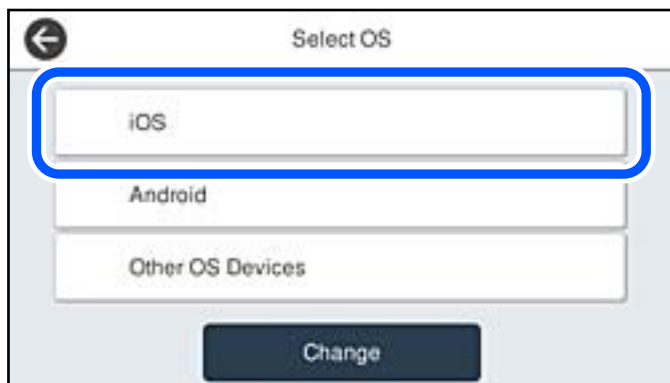 Select OS
iOS
Android
Other OS Devices
Change